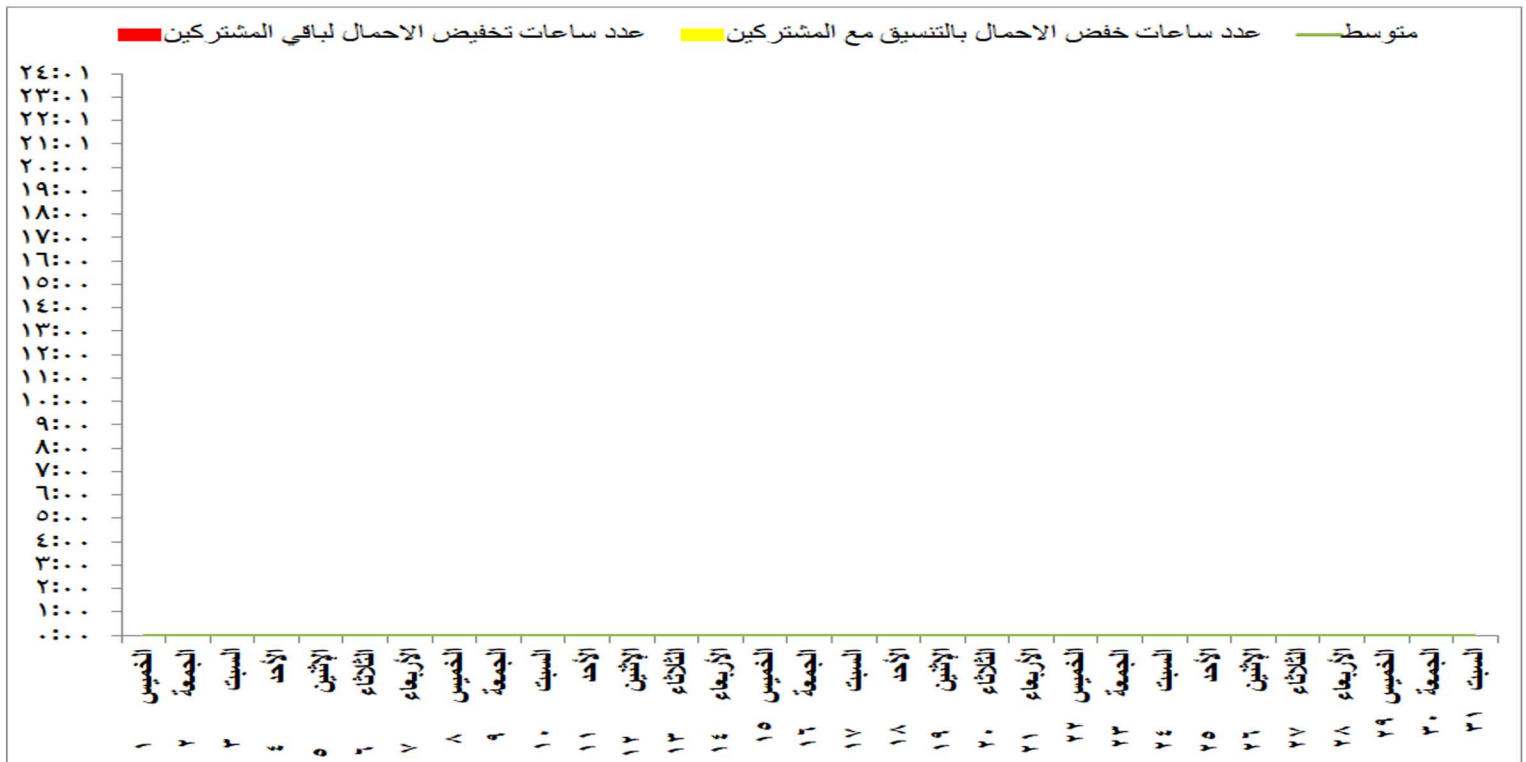 متوسط عدد ساعات خفض الاحمال بالتنسيق مع المشتركين عدد ساعات تخفيض الاحمال لباقي المشتركين
٢٤:٠١
٢٣:٠١
٢٢:٠١
٢١:٠١
٢٠:٠٠
١٩:٠٠
١٨:٠٠
١٧:٠٠
١٦:٠٠
١٥:٠٠
١٤:٠٠
١٣:٠٠
١٢:٠٠
١١:٠٠
١٠:٠٠
٩:٠٠
٨:٠٠
٧:٠٠
٦:٠٠
٥:٠٠
٤:٠٠
٣:٠٠
٢:٠٠
١:٠٠
٠:٠٠
الخميس ١
الجمعة ٢
السبت ٣
الأحد ٤
الإثنين ٥
الثلاثاء ٦
الأربعاء ٧
الخميس ٨
الجمعة ٩
السبت ١٠
الأحد ١١
الإثنين ١٢
الثلاثاء ١٣
الأربعاء ١٤
الخميس ١٥
الجمعة ١٦
السبت ١٧
الأحد ١٨
الإثنين ١٩
الثلاثاء ٢٠
الأربعاء ٢١
الخميس ٢٢
الجمعة ٢٣
السبت ٢٤
الأحد ٢٥
الإثنين ٢٦
الثلاثاء ٢٧
الأربعاء ٢٨
الخميس ٢٩
الجمعة ٣٠
السبت ٣١